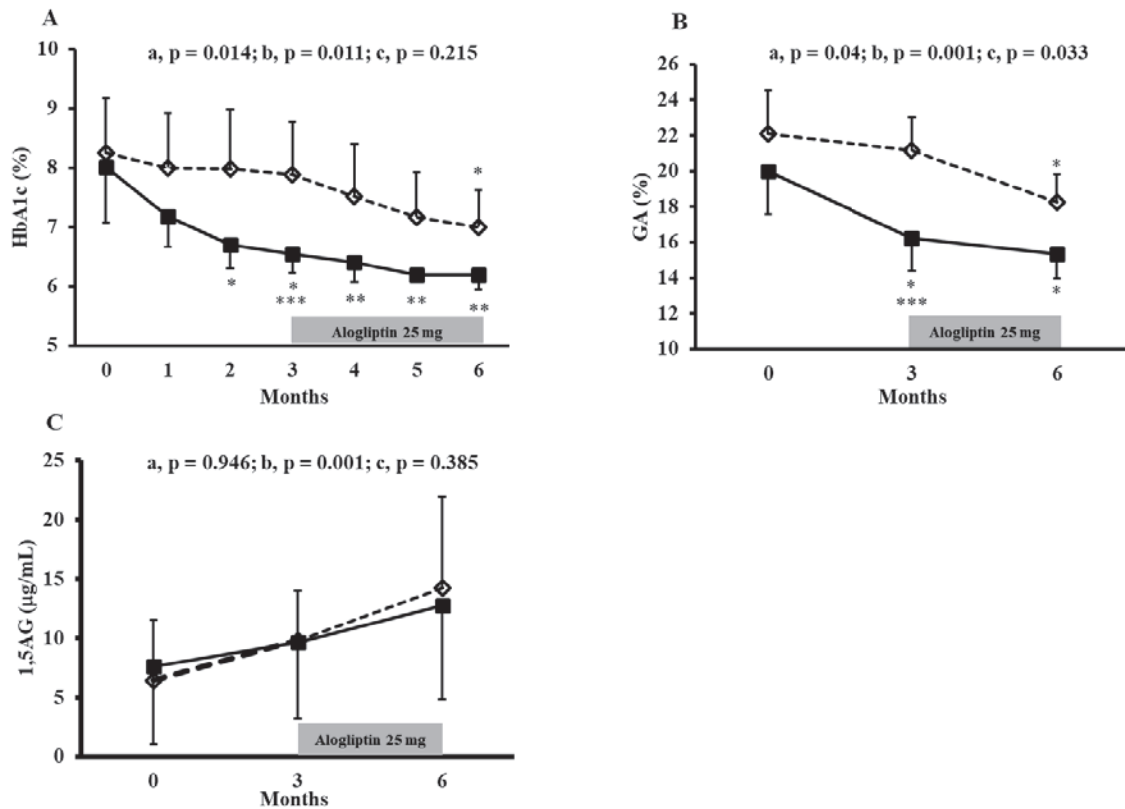 A
a, p = 0.014; b, p = 0.011; c, p = 0.215
HbA1c (%)
10
9
8
7
6
5
*
*
*
***
**
**
**
Alogliptin 25 mg
0 1 2 3 4 5 6
Months
B
a, p = 0.04; b, p = 0.001; c, p = 0.033
GA (%)
26
24
22
20
18
16
14
12
10
*
*
***
*
Alogliptin 25 mg
0 3 6
Months
C
a, p = 0.946; b, p = 0.001; c, p = 0.385
1,5AG (µg/mL)
25
20
15
10
5
0
Alogliptin 25 mg
0 3 6
Months